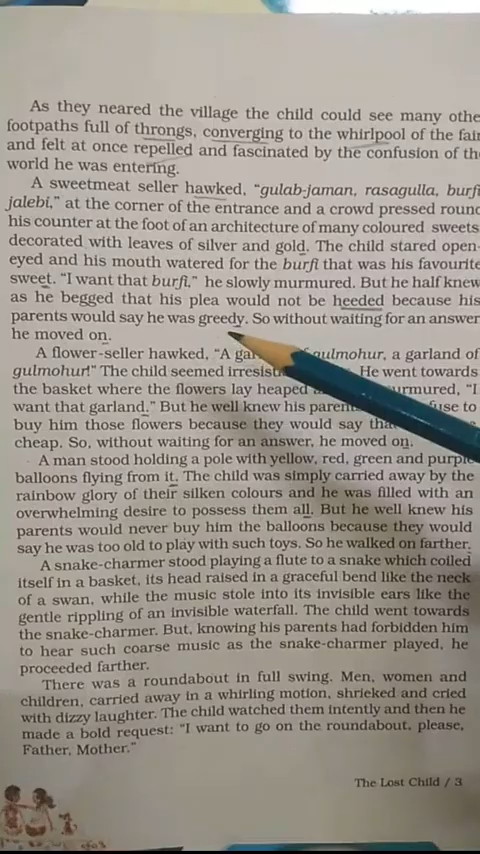 As they neared the village the child could see many othe
footpaths full of throngs, converging to the whirlpool of the fair
and felt at once repelled and fascinated by the confusion of th
world he was entering.
A sweetmeat seller hawked, “gulab-jaman, rasagulla, burfi
jalebi,” at the corner of the entrance and a crowd pressed round
his counter at the foot of an architecture of many coloured sweets
decorated with leaves of silver and gold. The child stared open-
eyed and his mouth watered for the burfi that was his favourite
sweet. “I want that burfi,” he slowly murmured. But he half knew
as he begged that his plea would not be heeded because his
parents would say he was greedy. So without waiting for an answer
he moved on.
A flower-seller hawked, “A gar gulmohur, a garland of
gulmohur!” The child seemed irresist He went towards
the basket where the flowers lay heaped urmured, “I
want that garland.” But he well knew his paren use to
buy him those flowers because they would say tha
cheap. So, without waiting for an answer, he moved on.
A man stood holding a pole with yellow, red, green and purple
balloons flying from it. The child was simply carried away by the
rainbow glory of their silken colours and he was filled with an
overwhelming desire to possess them all. But he well knew his
parents would never buy him the balloons because they would
say he was too old to play with such toys. So he walked on farther.
A snake-charmer stood playing a flute to a snake which coiled
itself in a basket, its head raised in a graceful bend like the neck
of a swan, while the music stole into its invisible ears like the
gentle rippling of an invisible waterfall. The child went towards
the snake-charmer. But, knowing his parents had forbidden him
to hear such coarse music as the snake-charmer played, he
proceeded farther.
There was a roundabout in full swing. Men, women and
children, carried away in a whirling motion, shrieked and cried
with dizzy laughter. The child watched them intently and then he
made a bold request: “I want to go on the roundabout, please,
Father, Mother.”
The Lost Child / 3